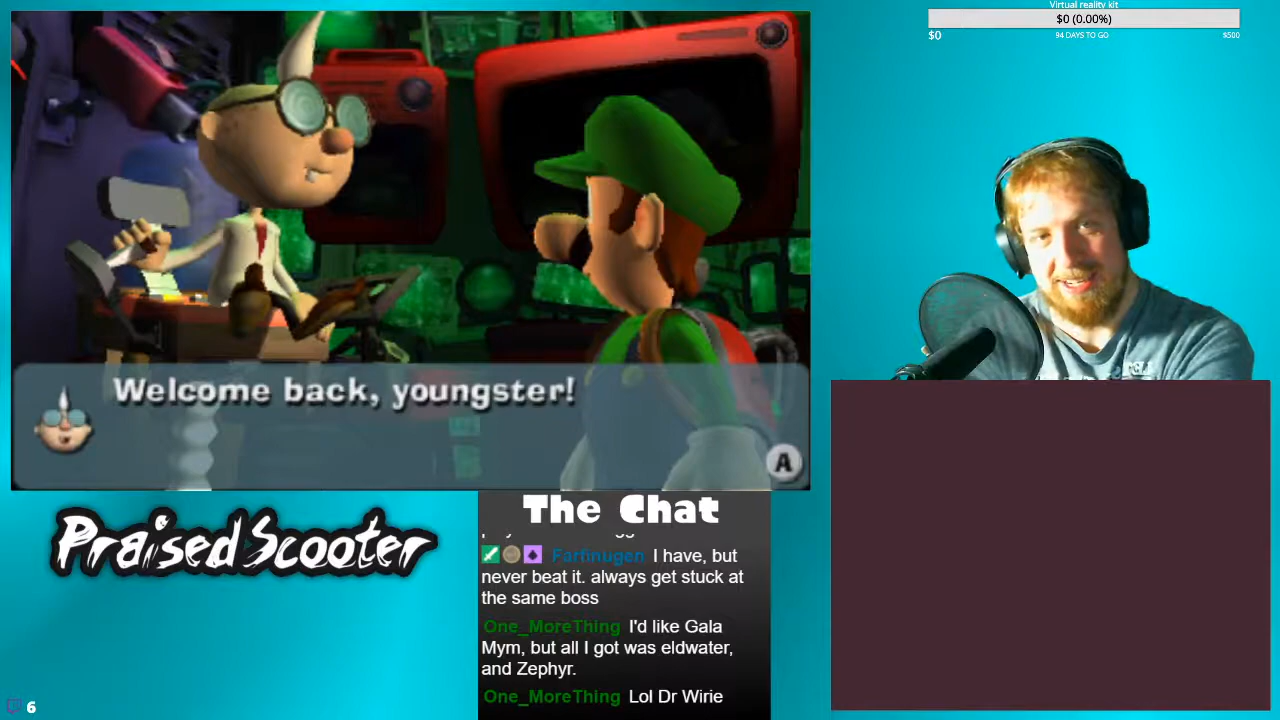 Virtual reality kit
$0 (0.00%)
$0 94 DAYS TO GO $500
Welcome back, youngster!
A
PraisedScooter
The Chat
Farfinugen I have, but
never beat it. always get stuck at
the same boss
One_MoreThing I'd like Gala
Mym, but all I got was eldwater,
and Zephyr.
One_MoreThing Lol Dr Wirie
6